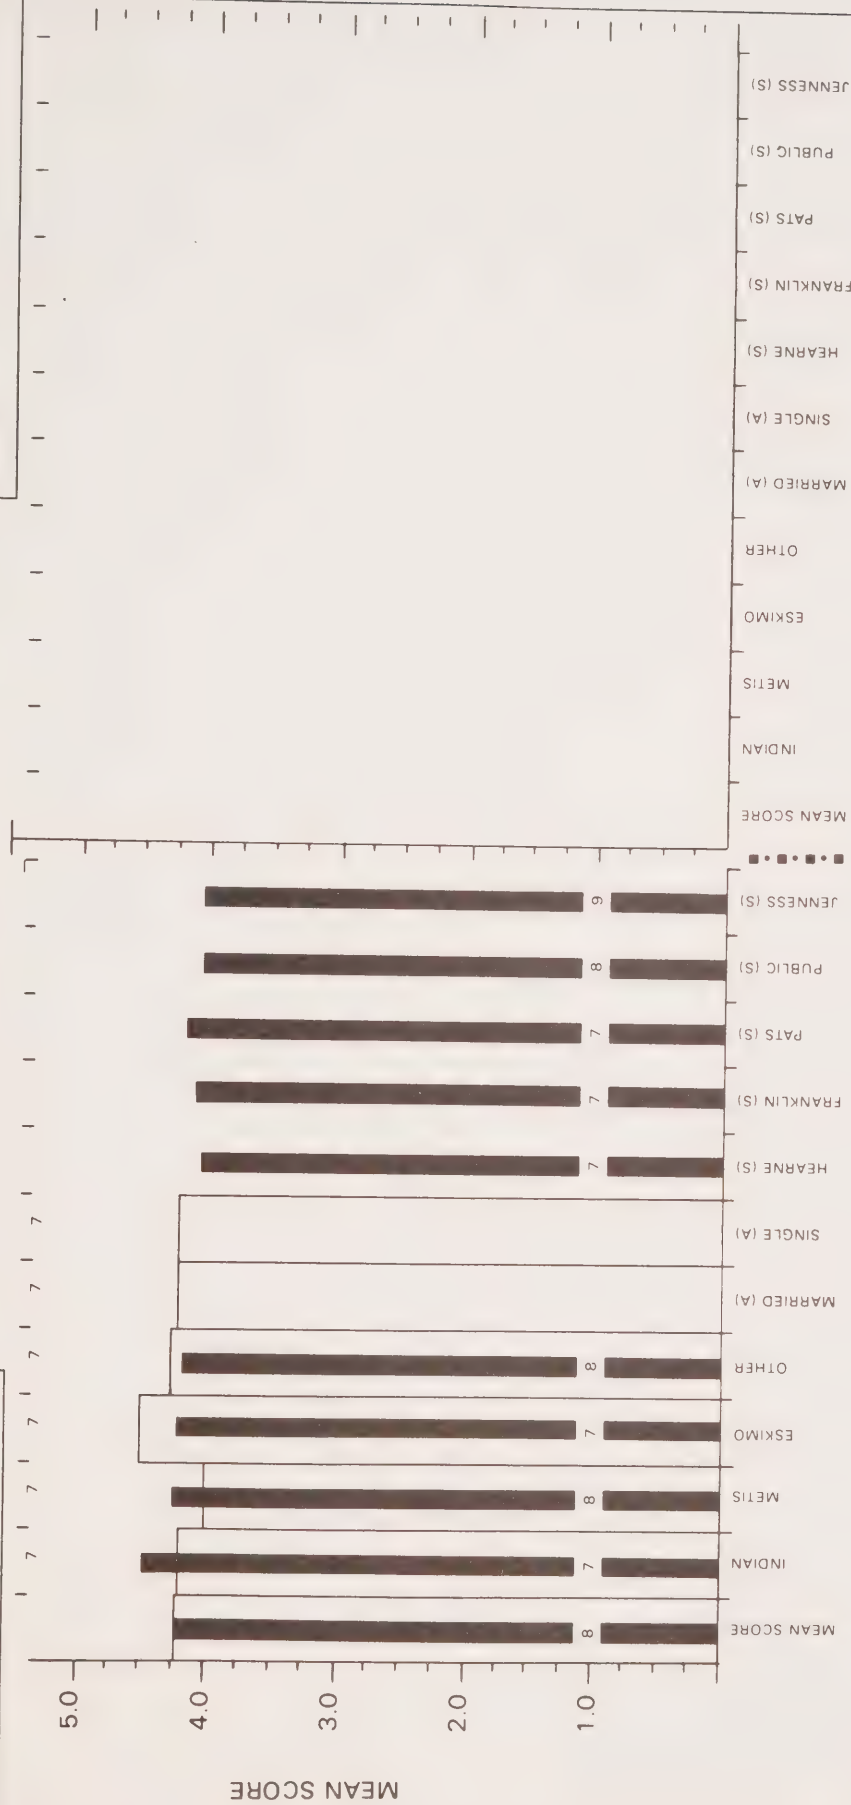 MEAN SCORE
5.0
4.0
3.0
2.0
1.0
7 7 7 7 7 7
8 7 8 7 8 7 7 7 8 9
MEAN SCORE
INDIAN
METIS
ESKIMO
OTHER
MARRIED (A)
SINGLE (A)
HEARNE (S)
FRANKLIN (S)
PATS (S)
PUBLIC (S)
JENNESS (S)
MEAN SCORE
INDIAN
METIS
ESKIMO
OTHER
MARRIED (A)
SINGLE (A)
HEARNE (S)
FRANKLIN (S)
PATS (S)
PUBLIC (S)
JENNESS (S)